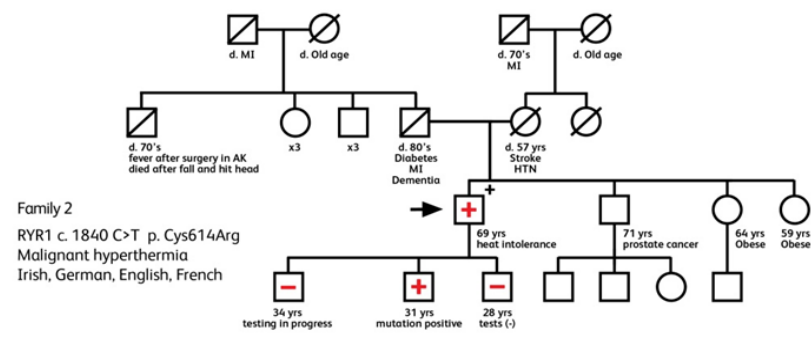 d. MI
d. Old age
d. 70's
MI
d. Old age
d. 70's
fever after surgery in AK
died after fall and hit head
x3
x3
d. 80's
Diabetes
MI
Dementia
d. 57 yrs
Stroke
HTN
+
+
69 yrs
heat intolerance
71 yrs
prostate cancer
64 yrs
Obese
59 yrs
Obese
Family 2
RYR1 c. 1840 C>T p. Cys614Arg
Malignant hyperthermia
Irish, German, English, French
−
34 yrs
testing in progress
+
31 yrs
mutation positive
−
28 yrs
tests (-)